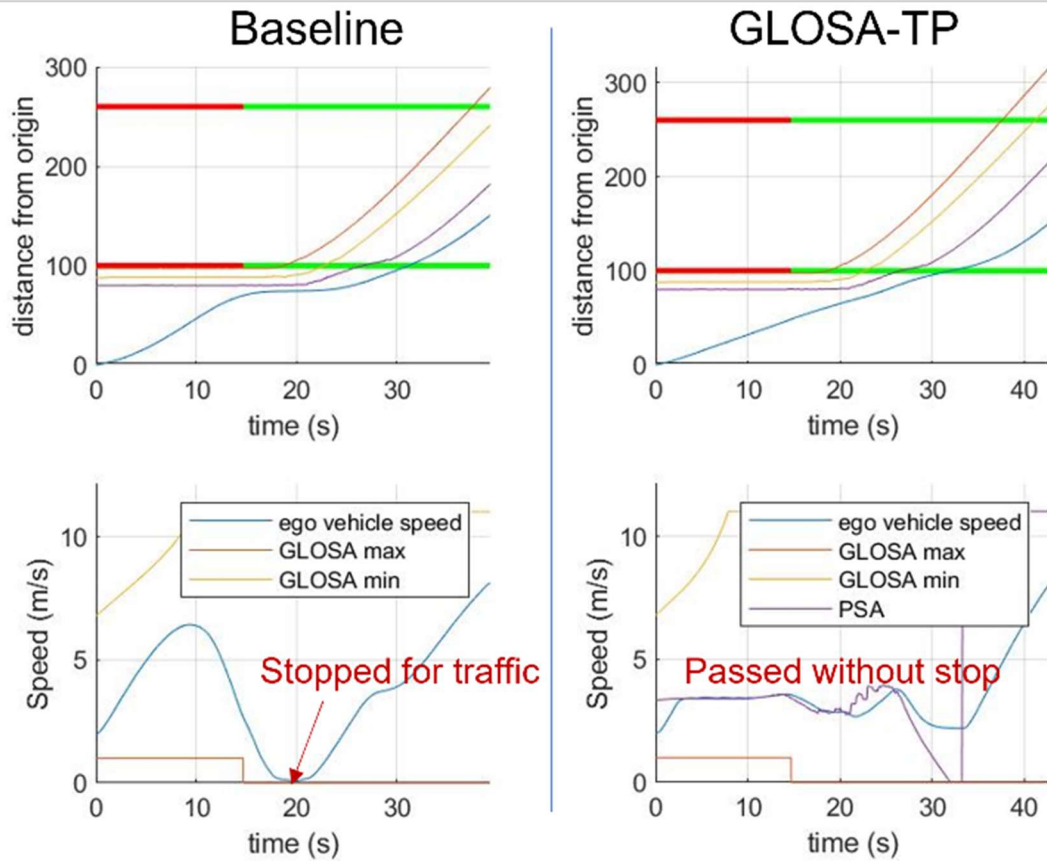 Baseline
300
200
100
0
distance from origin
0
10
20
30
time (s)
GLOSA-TP
300
200
100
0
distance from origin
0
10
20
30
40
time (s)
10
5
0
Speed (m/s)
ego vehicle speed
GLOSA max
GLOSA min
Stopped for traffic
0
10
20
30
time (s)
10
5
0
Speed (m/s)
ego vehicle speed
GLOSA max
GLOSA min
PSA
Passed without stop
0
10
20
30
40
time (s)